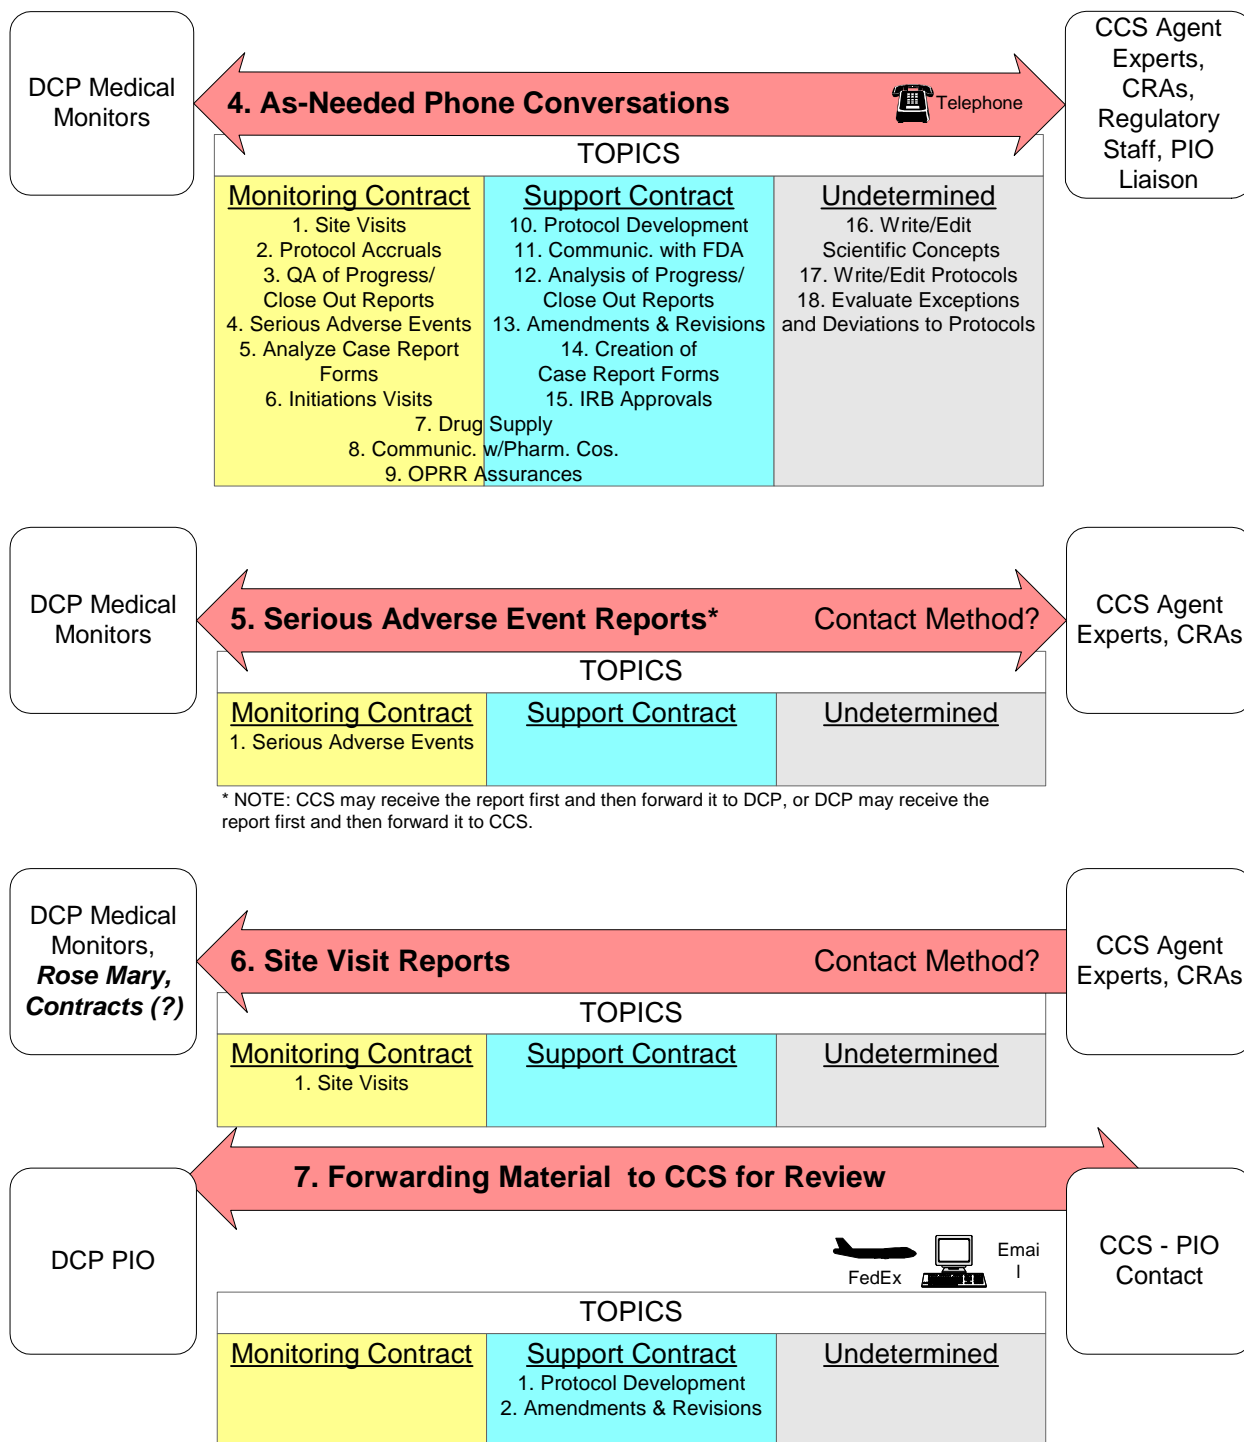 DCP Medical
Monitors
4. As-Needed Phone Conversations
Telephone
CCS Agent
Experts,
CRAs,
Regulatory
Staff, PIO
Liaison
TOPICS
Monitoring Contract
1. Site Visits
2. Protocol Accruals
3. QA of Progress/
Close Out Reports
4. Serious Adverse Events
5. Analyze Case Report
Forms
6. Initiations Visits
Support Contract
10. Protocol Development
11. Communic. with FDA
12. Analysis of Progress/
Close Out Reports
13. Amendments & Revisions
14. Creation of
Case Report Forms
15. IRB Approvals
7. Drug Supply
8. Communic. w/Pharm. Cos.
9. OPRR Assurances
Undetermined
16. Write/Edit
Scientific Concepts
17. Write/Edit Protocols
18. Evaluate Exceptions
and Deviations to Protocols
DCP Medical
Monitors
5. Serious Adverse Event Reports*
Contact Method?
CCS Agent
Experts, CRAs
TOPICS
Monitoring Contract
1. Serious Adverse Events
Support Contract
Undetermined
* NOTE: CCS may receive the report first and then forward it to DCP, or DCP may receive the
report first and then forward it to CCS.
DCP Medical
Monitors,
Rose Mary,
Contracts (?)
6. Site Visit Reports
Contact Method?
CCS Agent
Experts, CRAs
TOPICS
Monitoring Contract
1. Site Visits
Support Contract
Undetermined
DCP PIO
7. Forwarding Material  to CCS for Review
FedEx
Emai
l
CCS - PIO
Contact
TOPICS
Monitoring Contract
Support Contract
1. Protocol Development
2. Amendments & Revisions
Undetermined